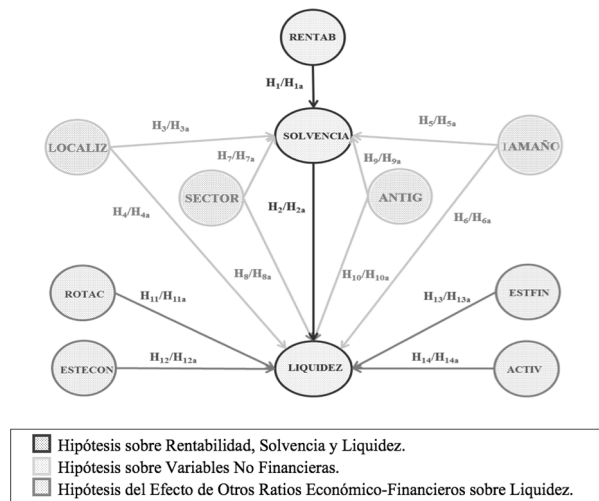 RENTAB
H1/H1a
H3/H3a
H5/H5a
LOCALIZ
SOLVENCIA
TAMAÑO
H7/H7a
H9/H9a
SECTOR
ANTIG
H4/H4a
H2/H2a
H6/H6a
H8/H8a
H10/H10a
ROTAC
H11/H11a
H13/H13a
ESTFIN
ESTECON
H12/H12a
LIQUIDEZ
H14/H14a
ACTIV
Hipótesis sobre Rentabilidad, Solvencia y Liquidez.
Hipótesis sobre Variables No Financieras.
Hipótesis del Efecto de Otros Ratios Económico-Financieros sobre Liquidez.